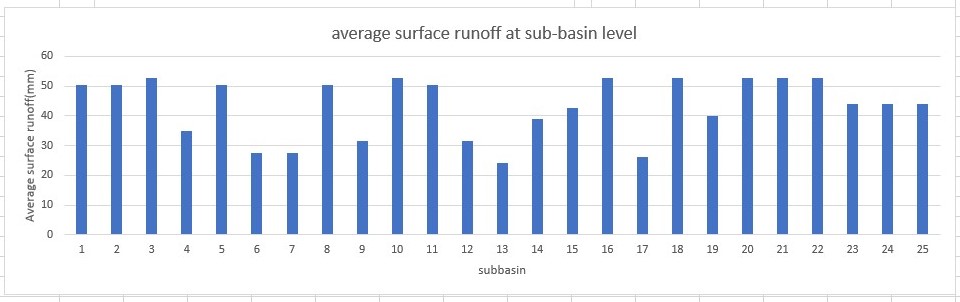 average surface runoff at sub-basin level
Average surface runoff(mm)
60
50
40
30
20
10
0
1 2 3 4 5 6 7 8 9 10 11 12 13 14 15 16 17 18 19 20 21 22 23 24 25
subbasin